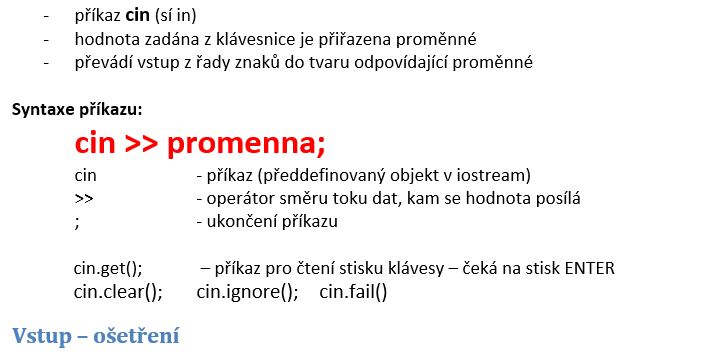 - příkaz cin (sí in)
- hodnota zadána z klávesnice je přiřazena proměnné
- převádí vstup z řady znaků do tvaru odpovídající proměnné
Syntaxe příkazu:
cin >> promenna;
cin - příkaz (předdefinovaný objekt v iostream)
>> - operátor směru toku dat, kam se hodnota posílá
; - ukončení příkazu
cin.get(); – příkaz pro čtení stisku klávesy – čeká na stisk ENTER
cin.clear(); cin.ignore(); cin.fail()
Vstup – ošetření